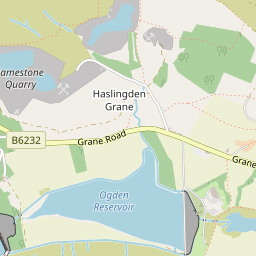 amestone
Quarry
Haslingden
Grane
B6232
Grane Road
Grane
Ogden
Reservoir